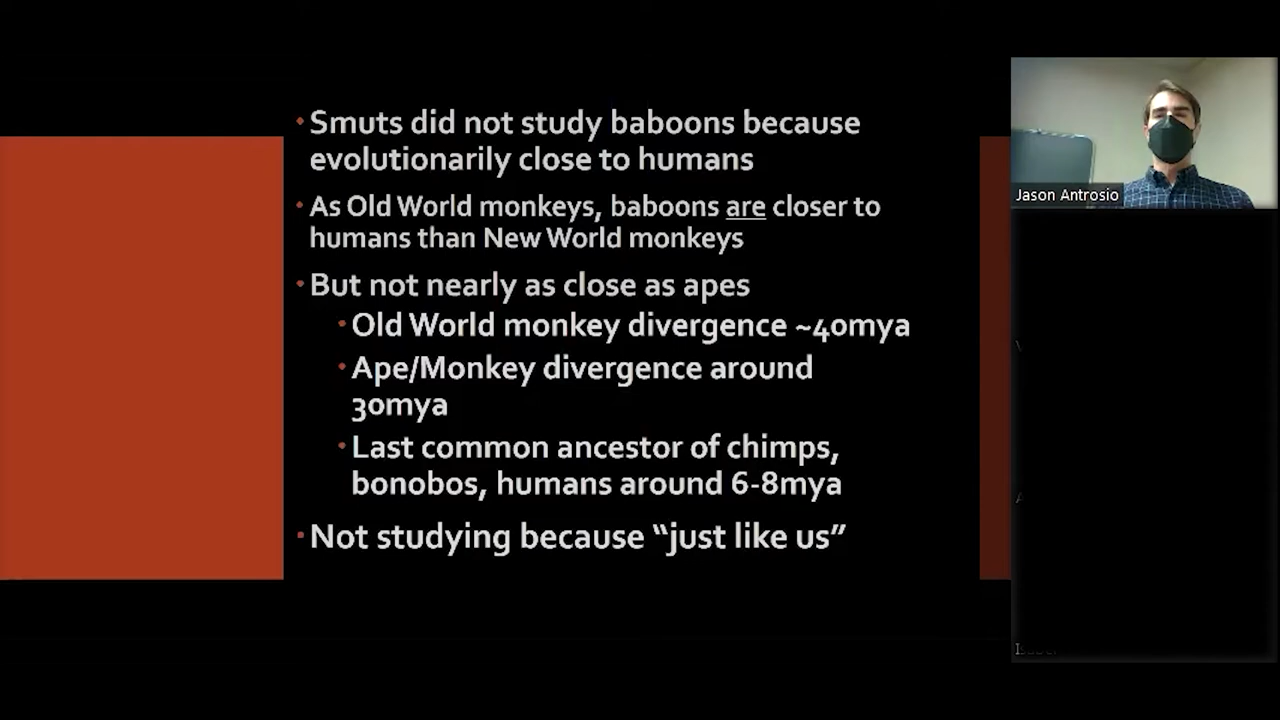 Smuts did not study baboons because
evolutionarily close to humans
As Old World monkeys, baboons are closer to
humans than New World monkeys
But not nearly as close as apes
Old World monkey divergence ~40mya
Ape/Monkey divergence around
30mya
Last common ancestor of chimps,
bonobos, humans around 6-8mya
Not studying because “just like us”
Jason Antrosio